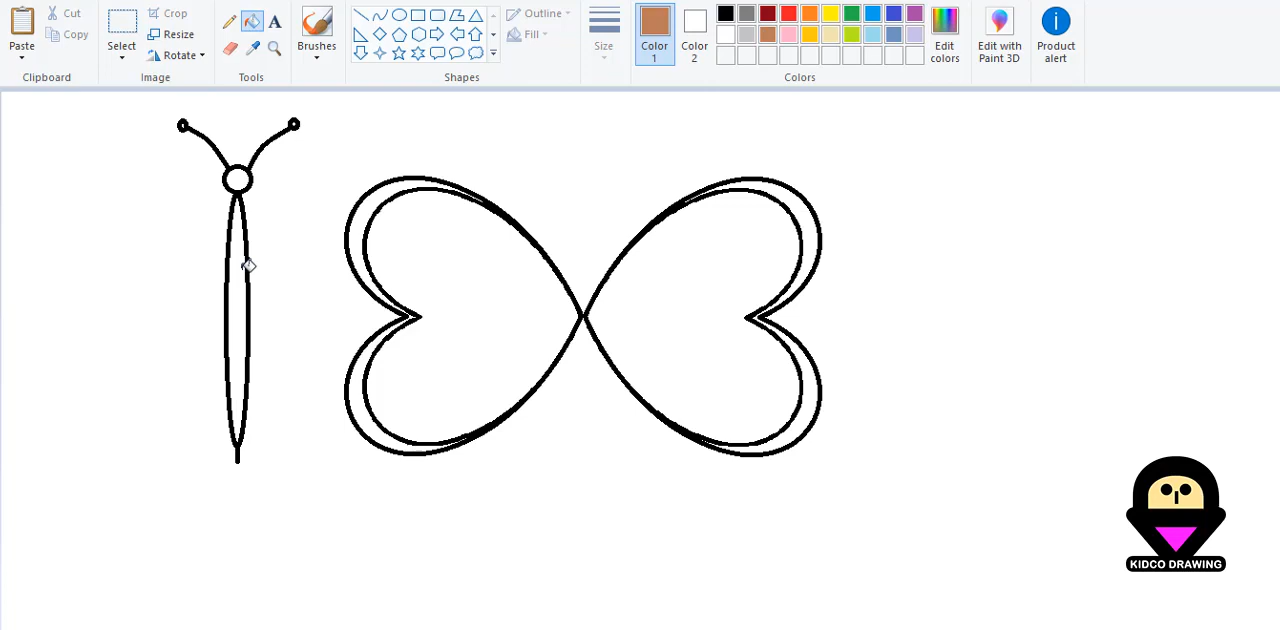 Paste
Cut
Copy
Clipboard
Select
Crop
Resize
Rotate
Image
A
Tools
Brushes
Outline
Fill
Shapes
Size
Color
1
Color
2
Edit
colors
Colors
Edit with
Paint 3D
Product
alert
KIDCO DRAWING